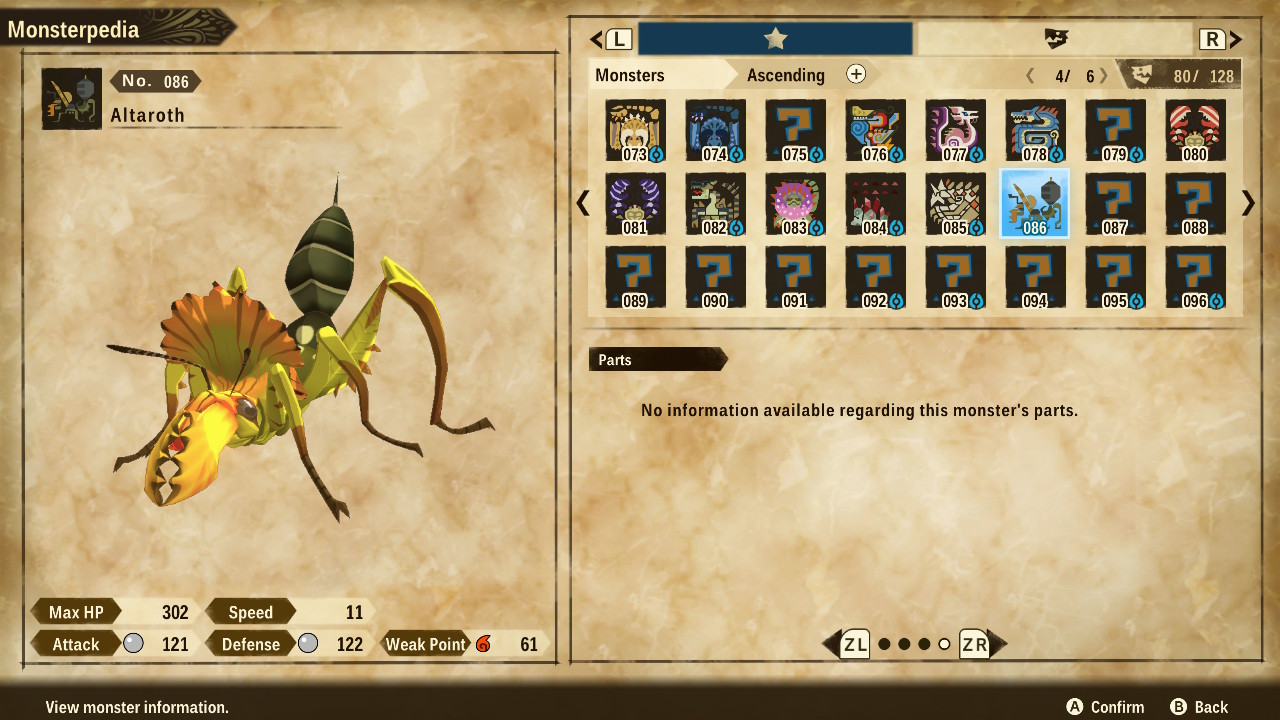 Monsterpedia
No. 086
Altaroth
L
R
Monsters
Ascending
4/ 6
80/ 128
073 074 075 076 077 078 079 080
081 082 083 084 085 086 087 088
089 090 091 092 093 094 095 096
Parts
No information available regarding this monster's parts.
Max HP 302
Speed 11
Attack 121
Defense 122
Weak Point 61
ZL
ZR
View monster information.
A Confirm
B Back